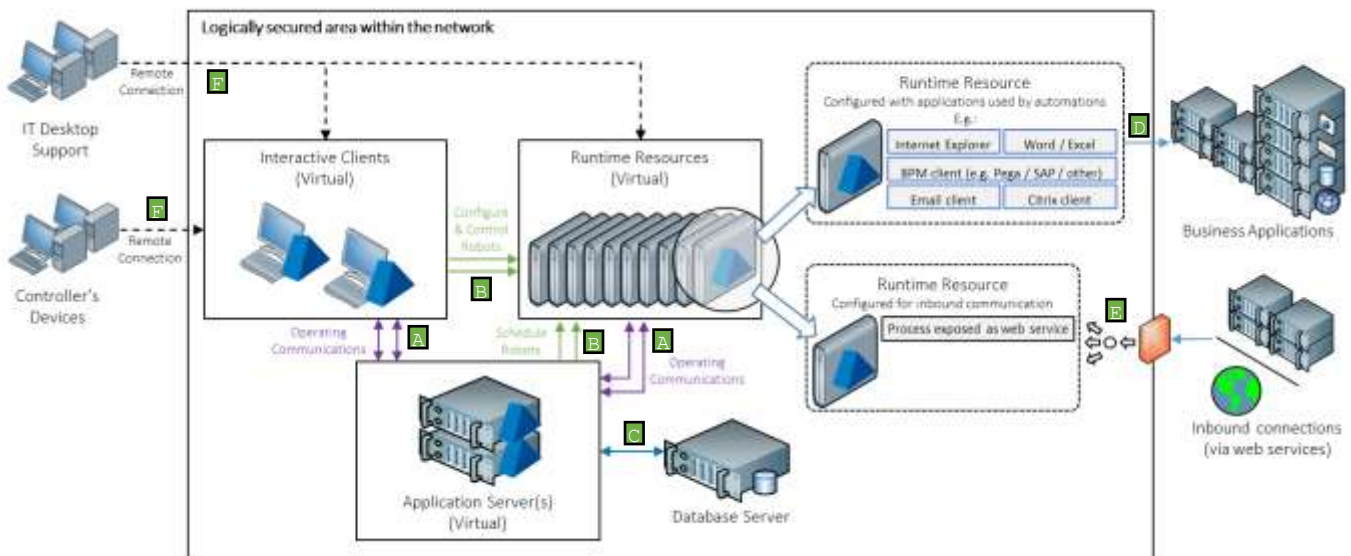 Logically secured area within the network
Remote
Connection
F
IT Desktop
Support
Interactive Clients
(Virtual)
Runtime Resources
(Virtual)
Runtime Resource
Configured with applications used by automations
E.g.:
Internet Explorer
Word / Excel
BPM client (e.g. Pega / SAP / other)
Email client
Citrix client
D
Business Applications
F
Remote
Connection
Controller's
Devices
Configure
& Control
Robots
B
Runtime Resource
Configured for inbound communication
Process exposed as web service
E
Inbound connections
(via web services)
Operating
Communications
A
Schedule
Robots
B
A
Operating
Communications
Application Server(s)
(Virtual)
C
Database Server